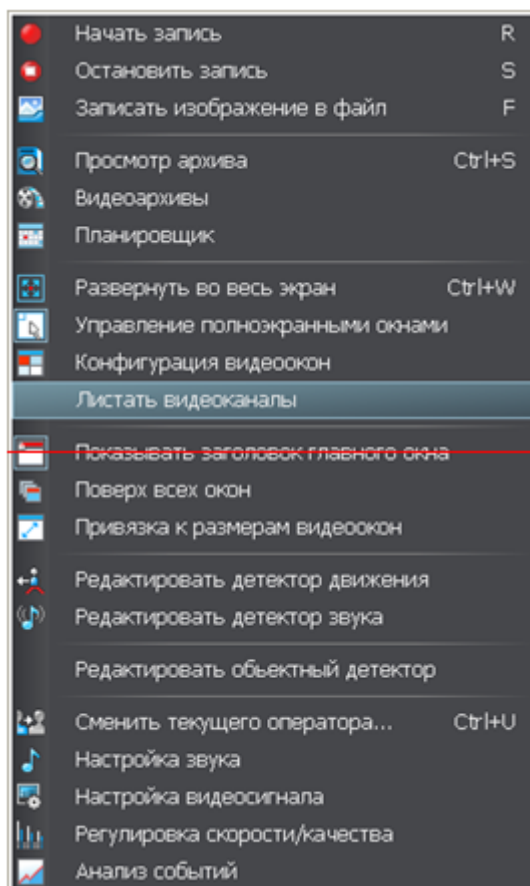 Начать запись R
Остановить запись S
Записать изображение в файл F
Просмотр архива Ctrl+S
Видеоархивы
Планировщик
Развернуть во весь экран Ctrl+W
Управление полноэкранными окнами
Конфигурация видеоокон
Листать видеоканалы
Показывать заголовок главного окна
Поверх всех окон
Привязка к размерам видеоокон
Редактировать детектор движения
Редактировать детектор звука
Редактировать обьектный детектор
Сменить текущего оператора... Ctrl+U
Настройка звука
Настройка видеосигнала
Регулировка скорости/качества
Анализ событий